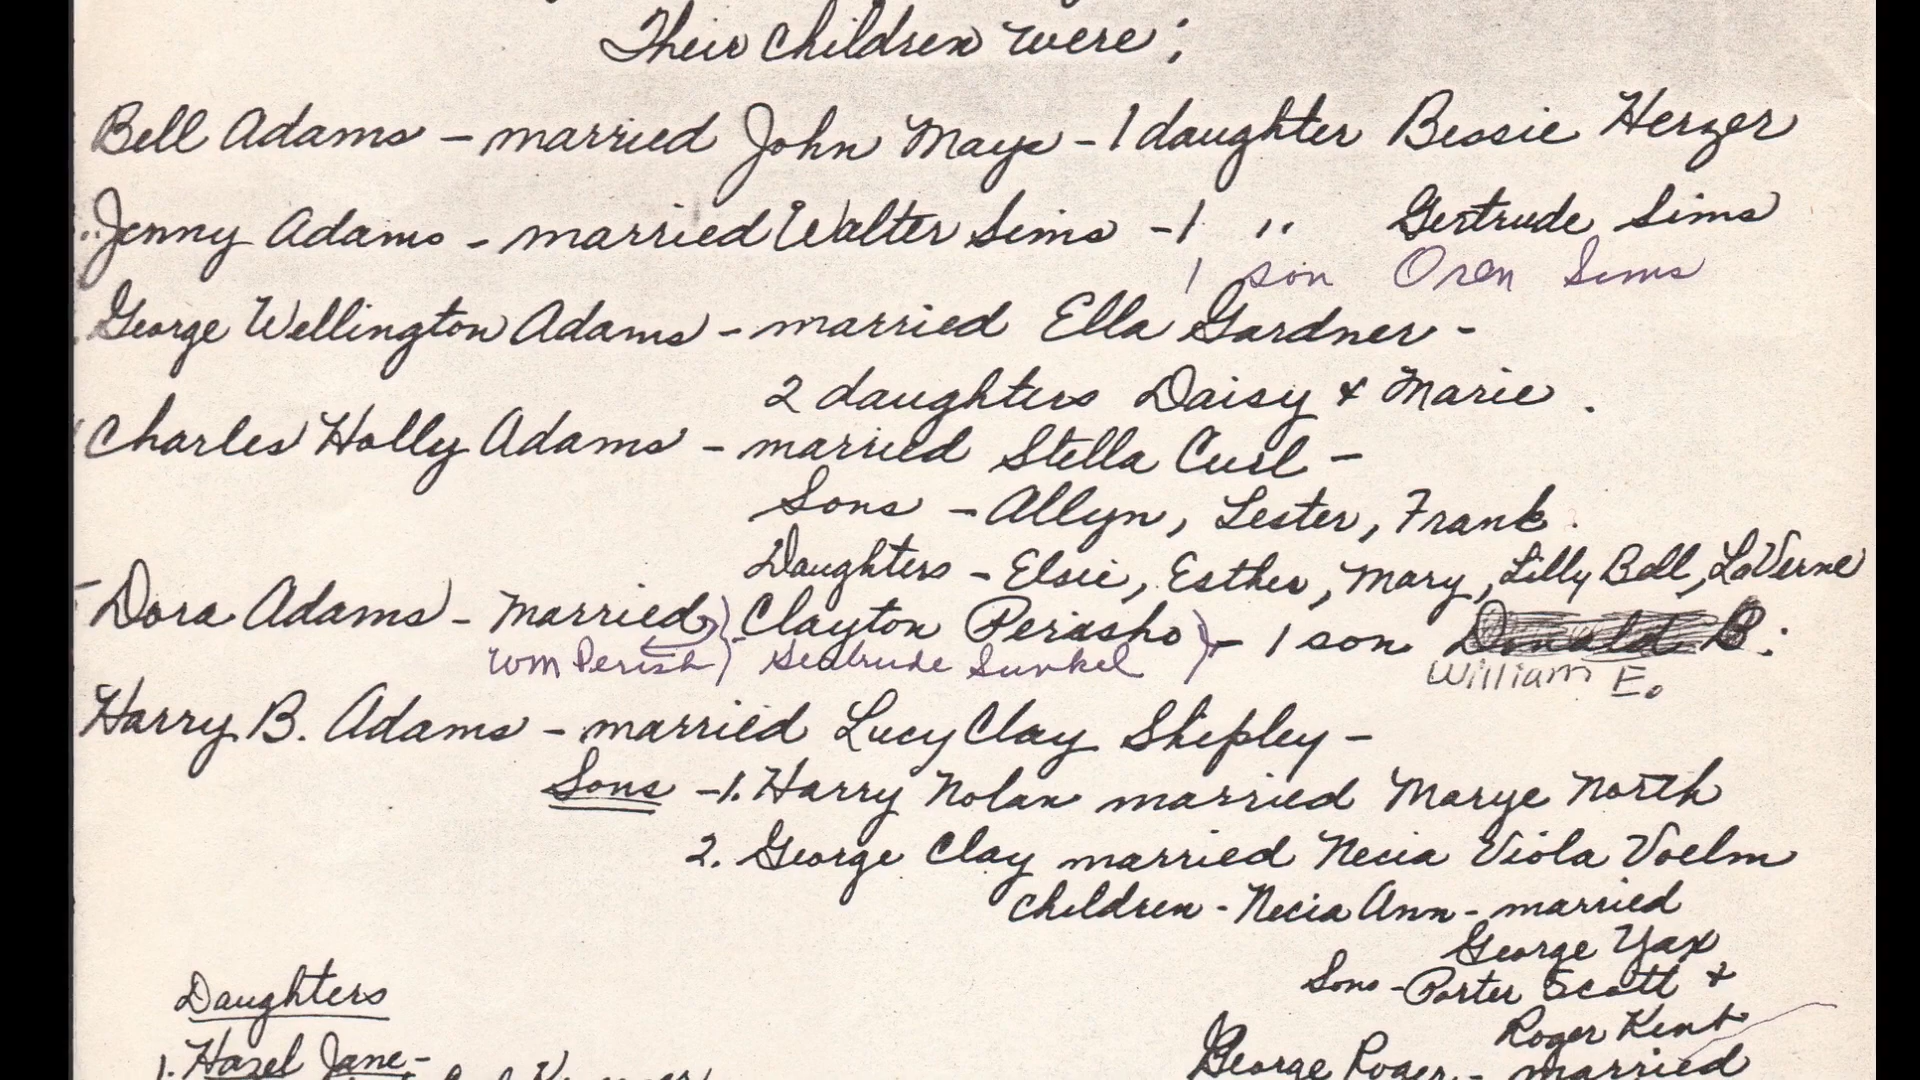 Their children were;
Bell Adams - married John Mays - 1 daughter Bessie Herzer
Jenny Adams - married Walter Sims - 1 " Gertrude Sims
1 son Oren Sims
George Wellington Adams - married Ella Gardner -
2 daughters Daisy & Marie.
Charles Holly Adams - married Stella Curl -
Sons - Allyn, Lester, Frank.
Daughters - Elsie, Esther, Mary, Lilly Bell, LaVerne
Dora Adams - married Clayton Perasho - 1 son Donald B.
Wm Perish Gertrude Sunkel William E.
Harry B. Adams - married Lucy Clay Shepley -
Sons - 1. Harry Nolan married Marye North
2. George Clay married Necia Viola Voelm
Children - Necia Ann - married
George Yax
Sons - Porter Scott &
Roger Kent
Daughters
1. Hazel Jane -
George Roger - married